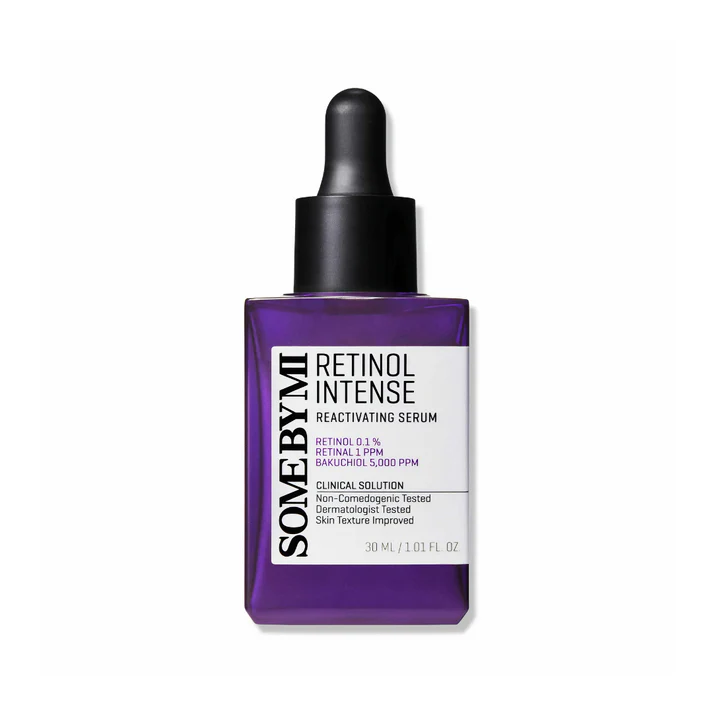 SOME BY MI
RETINOL
INTENSE
REACTIVATING SERUM
RETINOL 0.1 %
RETINAL 1 PPM
BAKUCHIOL 5,000 PPM
CLINICAL SOLUTION
Non-Comedogenic Tested
Dermatologist Tested
Skin Texture Improved
30 ML / 1.01 FL. OZ.